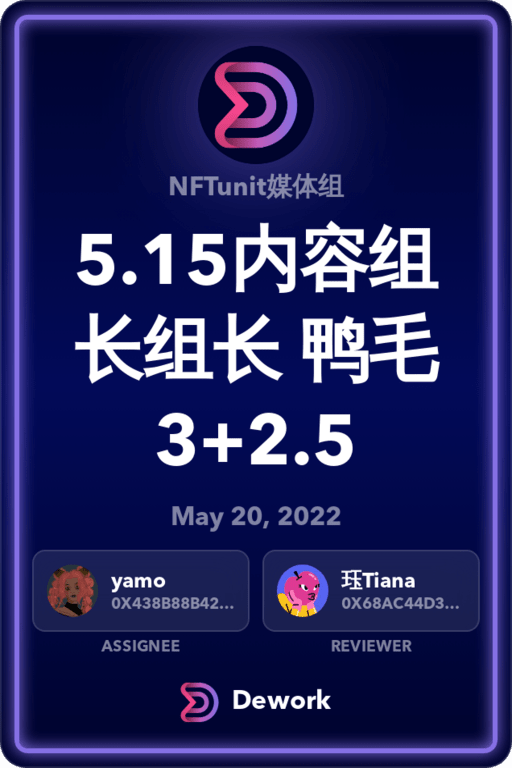 NFTunit媒体组
5.15内容组
长组长 鸭毛
3+2.5
May 20, 2022
yamo
0X438B88B42...
ASSIGNEE
珏Tiana
0X68AC44D3...
REVIEWER
Dework